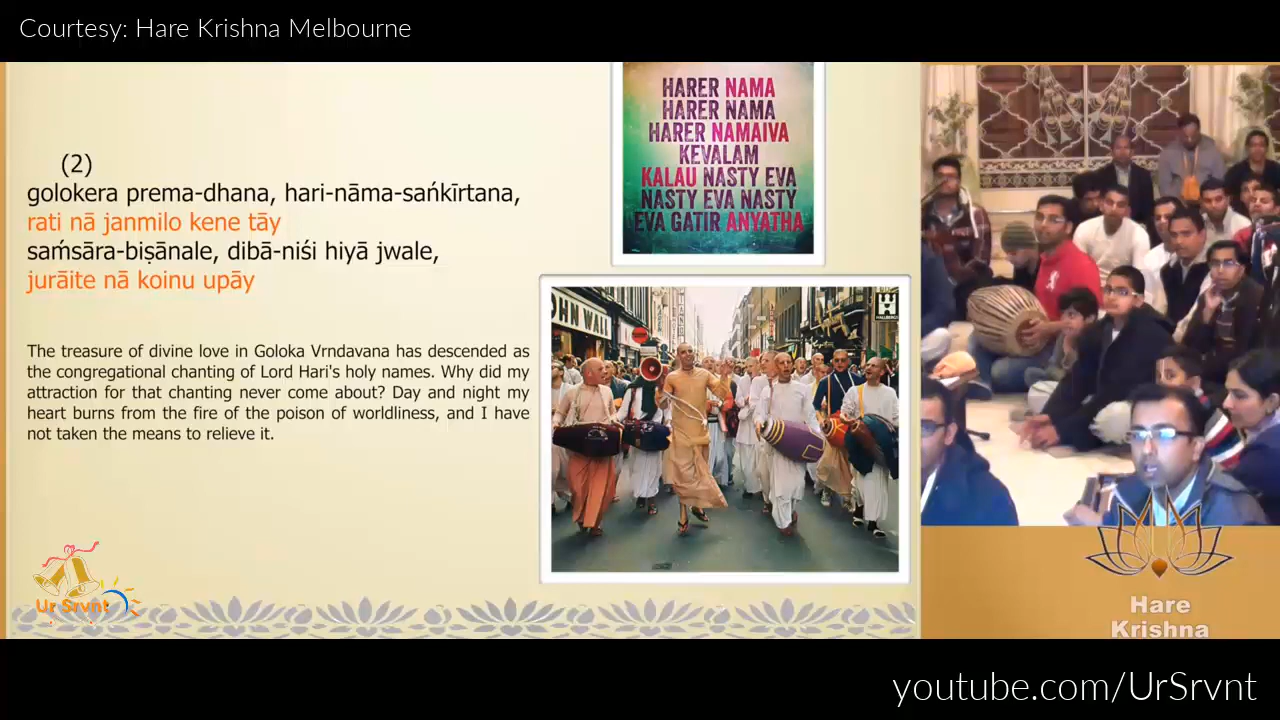 Courtesy: Hare Krishna Melbourne
(2)
golokera prema-dhana, hari-nāma-sańkīrtana,
rati nā janmilo kene tāy
saḿsāra-biṣānale, dibā-niśi hiyā jwale,
jurāite nā koinu upāy
The treasure of divine love in Goloka Vrndavana has descended as
the congregational chanting of Lord Hari's holy names. Why did my
attraction for that chanting never come about? Day and night my
heart burns from the fire of the poison of worldliness, and I have
not taken the means to relieve it.
HARER NAMA
HARER NAMA
HARER NAMAIVA
KEVALAM
KALAU NASTY EVA
NASTY EVA NASTY
EVA GATIR ANYATHA
OHN WALL
Ur Srvnt
Hare
Krishna
youtube.com/UrSrvnt